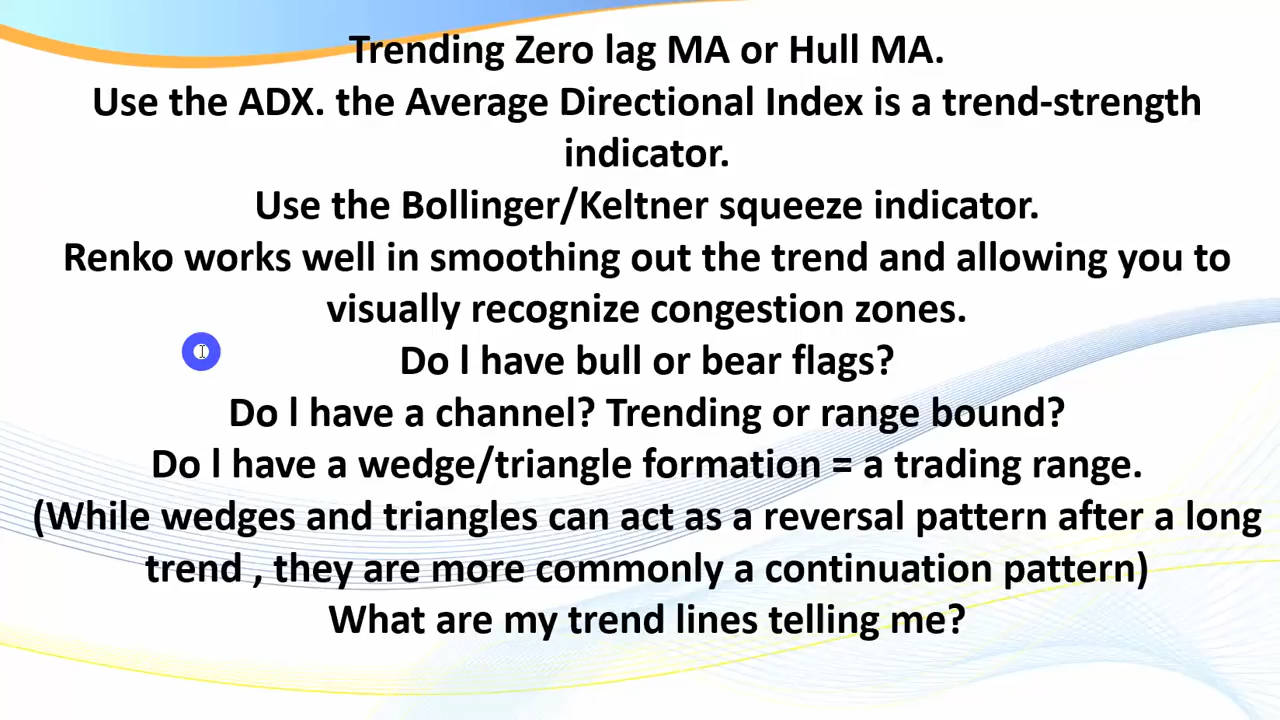 Trending Zero lag MA or Hull MA.
Use the ADX. the Average Directional Index is a trend-strength
indicator.
Use the Bollinger/Keltner squeeze indicator.
Renko works well in smoothing out the trend and allowing you to
visually recognize congestion zones.
Do l have bull or bear flags?
Do l have a channel? Trending or range bound?
Do l have a wedge/triangle formation = a trading range.
(While wedges and triangles can act as a reversal pattern after a long
trend , they are more commonly a continuation pattern)
What are my trend lines telling me?